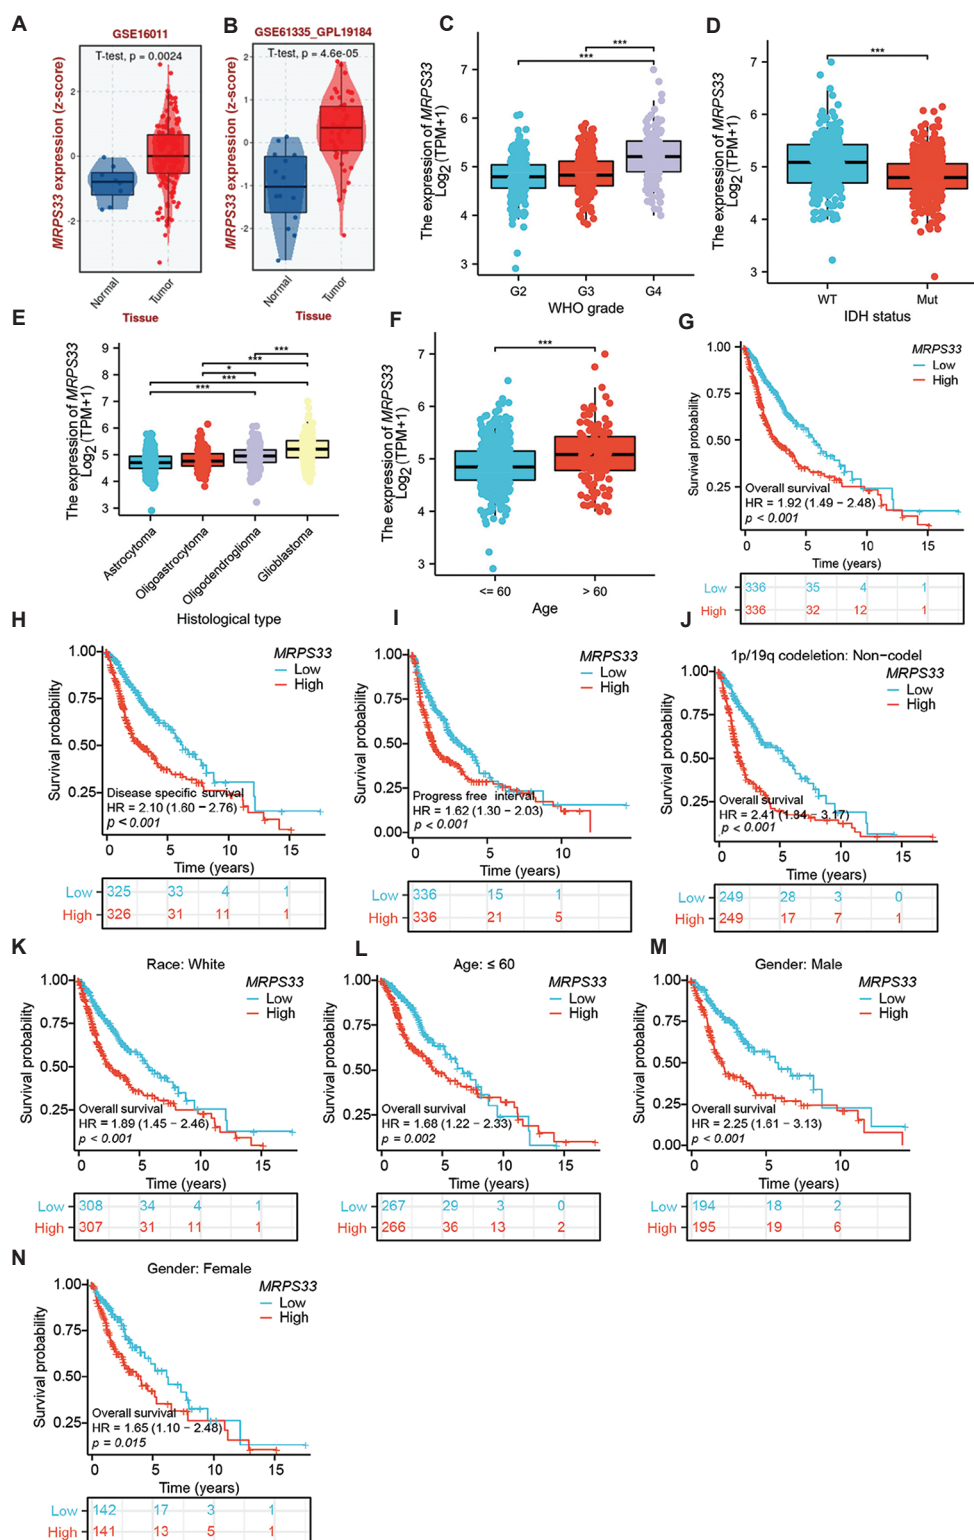 A
GSE16011
T-test, p = 0.0024
MRPS33 expression (z-score)
2
0
-2
Normal
Tumor
Tissue
B
GSE61335_GPL19184
T-test, p = 4.6e-05
MRPS33 expression (z-score)
2
1
0
-1
-2
Normal
Tumor
Tissue
C
The expression of MRPS33
Log2 (TPM+1)
***
***
7
6
5
4
3
G2
G3
G4
WHO grade
D
The expression of MRPS33
Log2 (TPM+1)
***
7
6
5
4
3
WT
Mut
IDH status
E
The expression of MRPS33
Log2 (TPM+1)
***
***
*
***
***
9
8
7
6
5
4
3
Astrocytoma
Oligoastrocytoma
Oligodendroglioma
Glioblastoma
Histological type
F
The expression of MRPS33
Log2 (TPM+1)
***
7
6
5
4
3
<= 60
> 60
Age
G
MRPS33
Low
High
Survival probability
1.00
0.75
0.50
0.25
Overall survival
HR = 1.92 (1.49 − 2.48)
p < 0.001
0
5
10
15
Time (years)
Low
336
35
4
1
High
336
32
12
1
H
MRPS33
Low
High
Survival probability
1.00
0.75
0.50
0.25
Disease specific survival
HR = 2.10 (1.60 − 2.76)
p < 0.001
0
5
10
15
Time (years)
Low
325
33
4
1
High
326
31
11
1
I
MRPS33
Low
High
Survival probability
1.00
0.75
0.50
0.25
0.00
Progress free interval
HR = 1.62 (1.30 − 2.03)
p < 0.001
0
5
10
Time (years)
Low
336
15
1
High
336
21
5
J
1p/19q codeletion: Non−codel
MRPS33
Low
High
Survival probability
1.00
0.75
0.50
0.25
Overall survival
HR = 2.41 (1.84 − 3.17)
p < 0.001
0
5
10
15
Time (years)
Low
249
28
3
0
High
249
17
7
1
K
Race: White
MRPS33
Low
High
Survival probability
1.00
0.75
0.50
0.25
Overall survival
HR = 1.89 (1.45 − 2.46)
p < 0.001
0
5
10
15
Time (years)
Low
308
34
4
1
High
307
31
11
1
L
Age: ≤ 60
MRPS33
Low
High
Survival probability
1.00
0.75
0.50
0.25
Overall survival
HR = 1.68 (1.22 − 2.33)
p = 0.002
0
5
10
15
Time (years)
Low
267
29
3
0
High
266
36
13
2
M
Gender: Male
MRPS33
Low
High
Survival probability
1.00
0.75
0.50
0.25
0.00
Overall survival
HR = 2.25 (1.61 − 3.13)
p < 0.001
0
5
10
Time (years)
Low
194
18
2
High
195
19
6
N
Gender: Female
MRPS33
Low
High
Survival probability
1.00
0.75
0.50
0.25
Overall survival
HR = 1.65 (1.10 − 2.48)
p = 0.015
0
5
10
15
Time (years)
Low
142
17
3
1
High
141
13
5
1